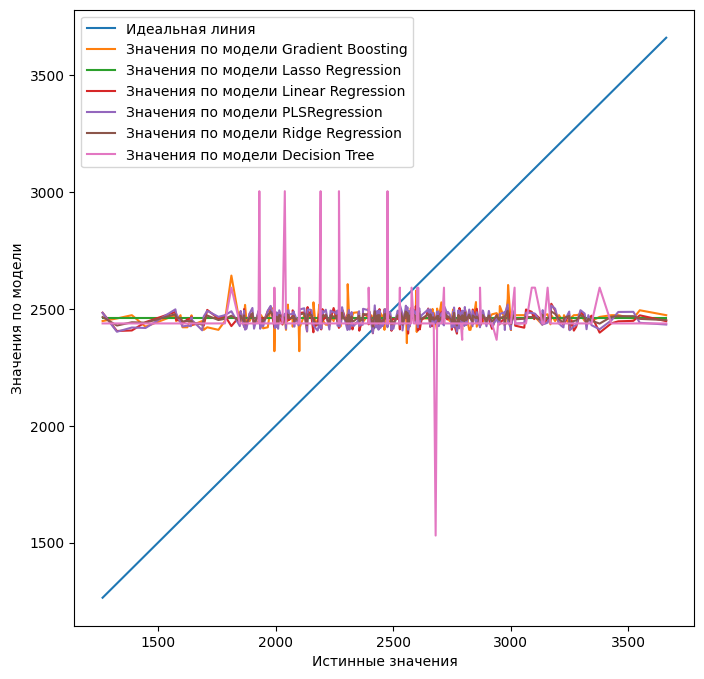 Идеальная линия
Значения по модели Gradient Boosting
Значения по модели Lasso Regression
Значения по модели Linear Regression
Значения по модели PLSRegression
Значения по модели Ridge Regression
Значения по модели Decision Tree
3500
3000
2500
2000
1500
Значения по модели
1500 2000 2500 3000 3500
Истинные значения